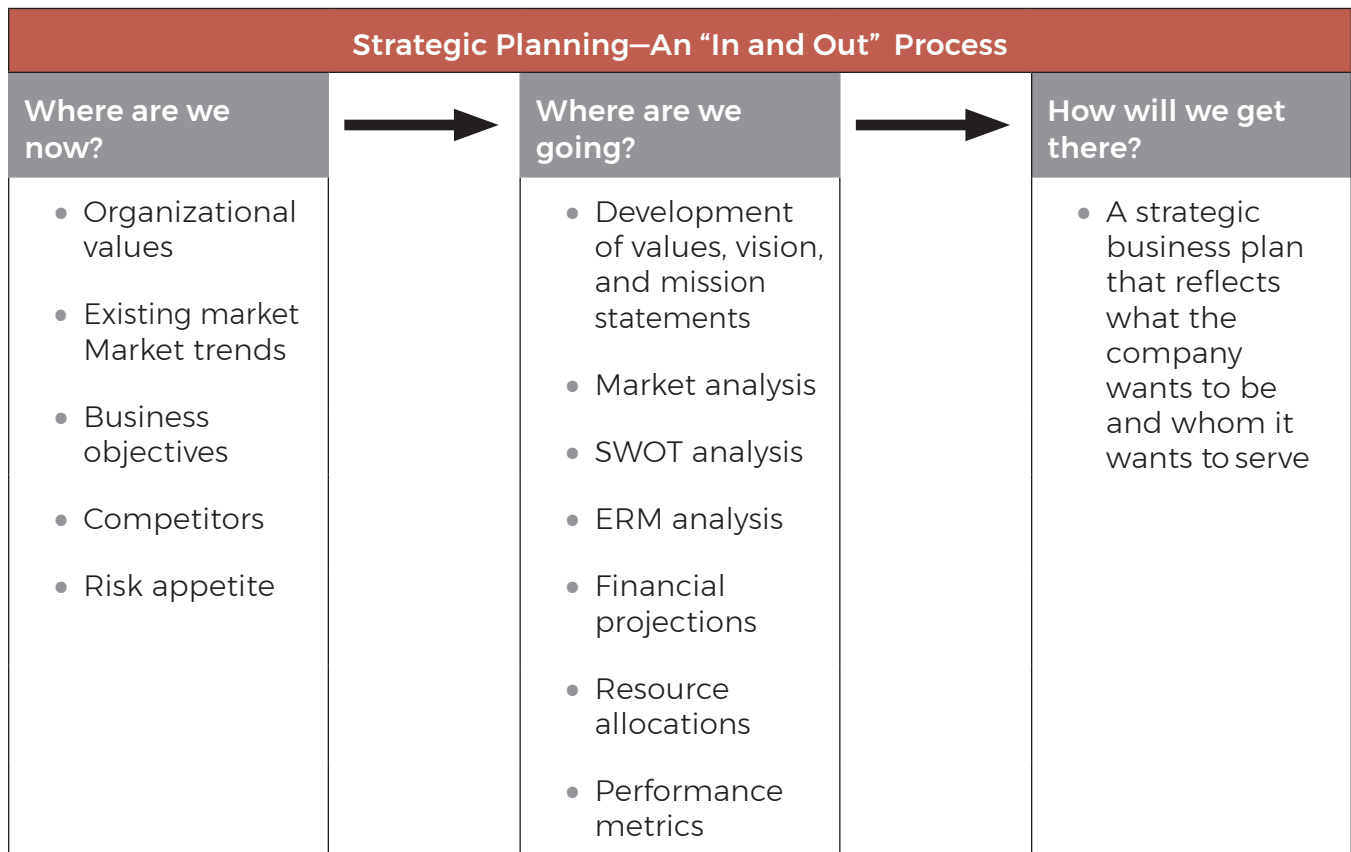 Strategic Planning—An “In and Out” Process
Where are we
now?
Where are we
going?
How will we get
there?
• Organizational
values
• Existing market
Market trends
• Business
objectives
• Competitors
• Risk appetite
• Development
of values, vision,
and mission
statements
• Market analysis
• SWOT analysis
• ERM analysis
• Financial
projections
• Resource
allocations
• Performance
metrics
• A strategic
business plan
that reflects
what the
company
wants to be
and whom it
wants to serve